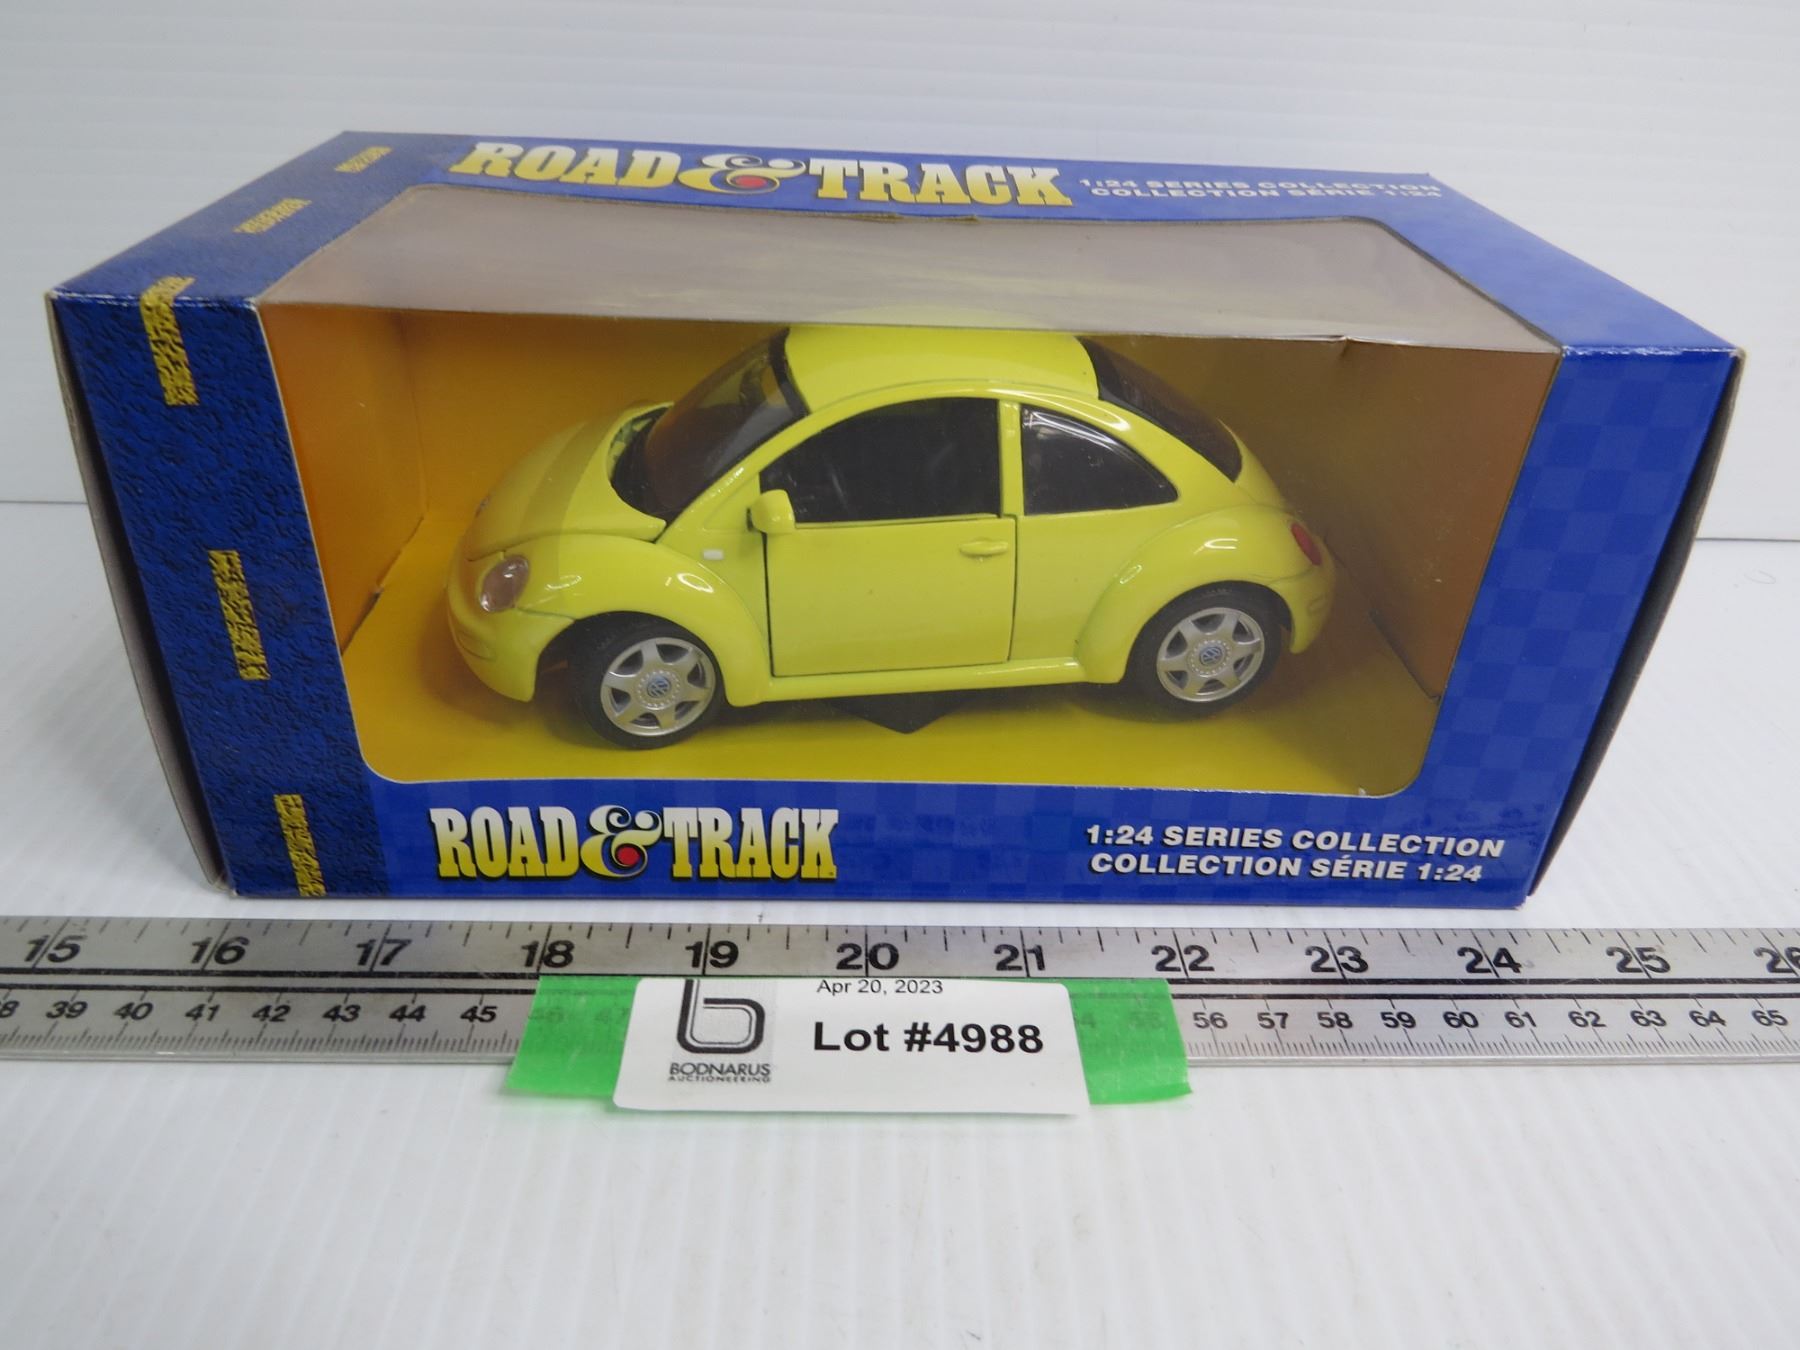 ROAD & TRACK
1:24 SERIES COLLECTION
COLLECTION SÉRIE 1:24
ROAD & TRACK
1:24 SERIES COLLECTION
COLLECTION SÉRIE 1:24
15 16 17 18 19 20 21 22 23 24 25
39 40 41 42 43 44 45 56 57 58 59 60 61 62 63 64 65
Apr 20, 2023
Lot #4988
BODNARUS
AUCTIONEERING